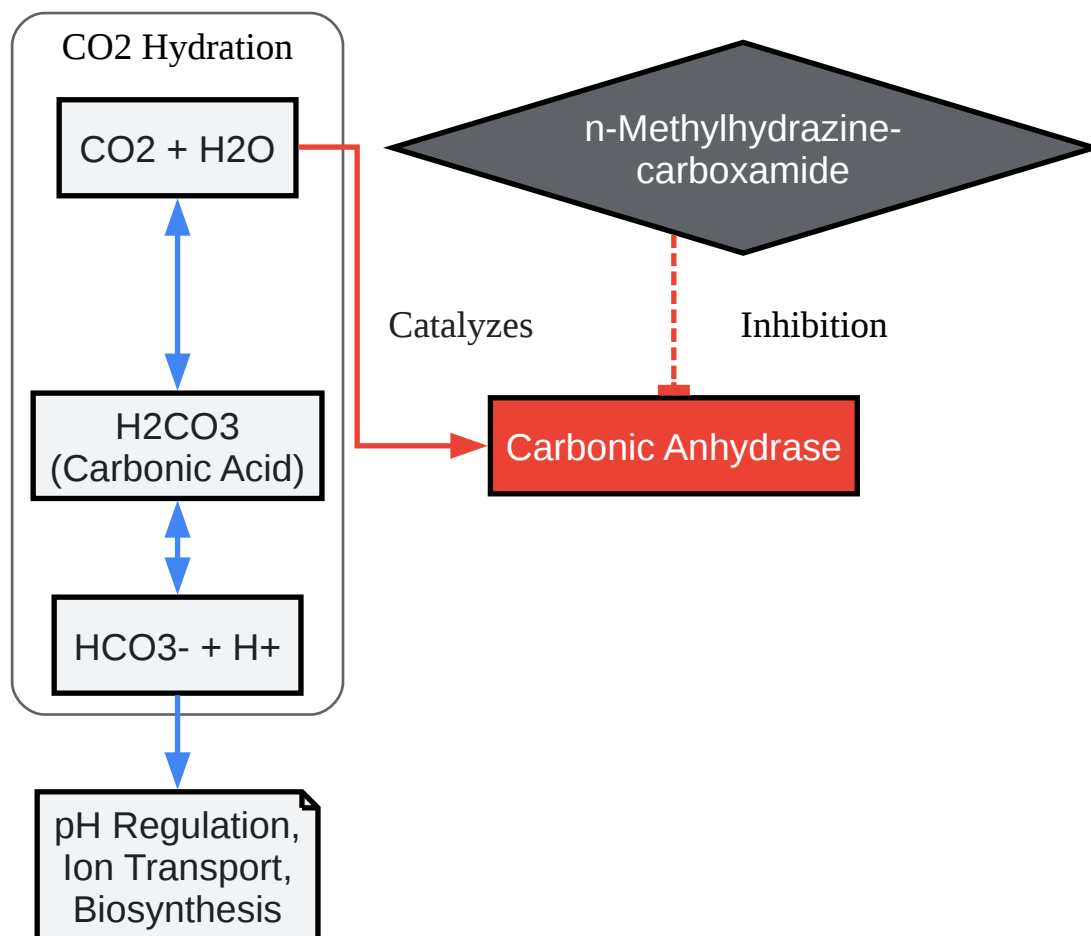 CO2 Hydration
CO2 + H2O
n-Methylhydrazine-
carboxamide
Catalyzes
Inhibition
H2CO3
(Carbonic Acid)
Carbonic Anhydrase
HCO3- + H+
pH Regulation,
Ion Transport,
Biosynthesis